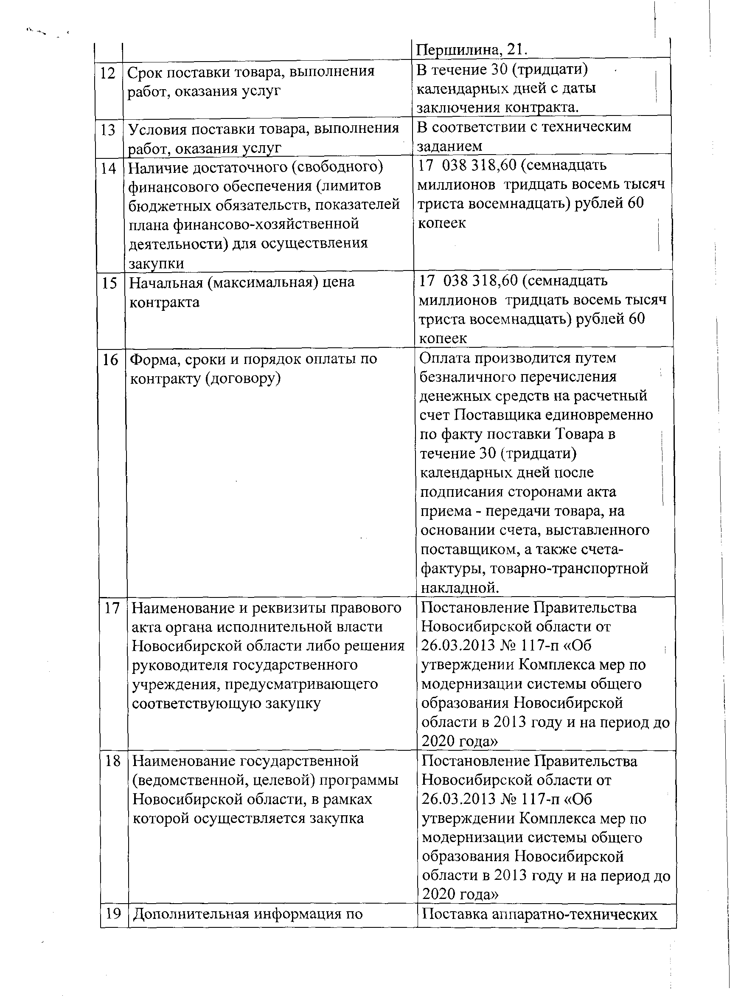 Першилина, 21.
12 Срок поставки товара, выполнения
работ, оказания услуг
В течение 30 (тридцати)
календарных дней с даты
заключения контракта.
13 Условия поставки товара, выполнения
работ, оказания услуг
В соответствии с техническим
заданием
14 Наличие достаточного (свободного)
финансового обеспечения (лимитов
бюджетных обязательств, показателей
плана финансово-хозяйственной
деятельности) для осуществления
закупки
17 038 318,60 (семнадцать
миллионов тридцать восемь тысяч
триста восемнадцать) рублей 60
копеек
15 Начальная (максимальная) цена
контракта
17 038 318,60 (семнадцать
миллионов тридцать восемь тысяч
триста восемнадцать) рублей 60
копеек
16 Форма, сроки и порядок оплаты по
контракту (договору)
Оплата производится путем
безналичного перечисления
денежных средств на расчетный
счет Поставщика единовременно
по факту поставки Товара в
течение 30 (тридцати)
календарных дней после
подписания сторонами акта
приема - передачи товара, на
основании счета, выставленного
поставщиком, а также счета-
фактуры, товарно-транспортной
накладной.
17 Наименование и реквизиты правового
акта органа исполнительной власти
Новосибирской области либо решения
руководителя государственного
учреждения, предусматривающего
соответствующую закупку
Постановление Правительства
Новосибирской области от
26.03.2013 № 117-п «Об
утверждении Комплекса мер по
модернизации системы общего
образования Новосибирской
области в 2013 году и на период до
2020 года»
18 Наименование государственной
(ведомственной, целевой) программы
Новосибирской области, в рамках
которой осуществляется закупка
Постановление Правительства
Новосибирской области от
26.03.2013 № 117-п «Об
утверждении Комплекса мер по
модернизации системы общего
образования Новосибирской
области в 2013 году и на период до
2020 года»
19 Дополнительная информация по
Поставка аппаратно-технических